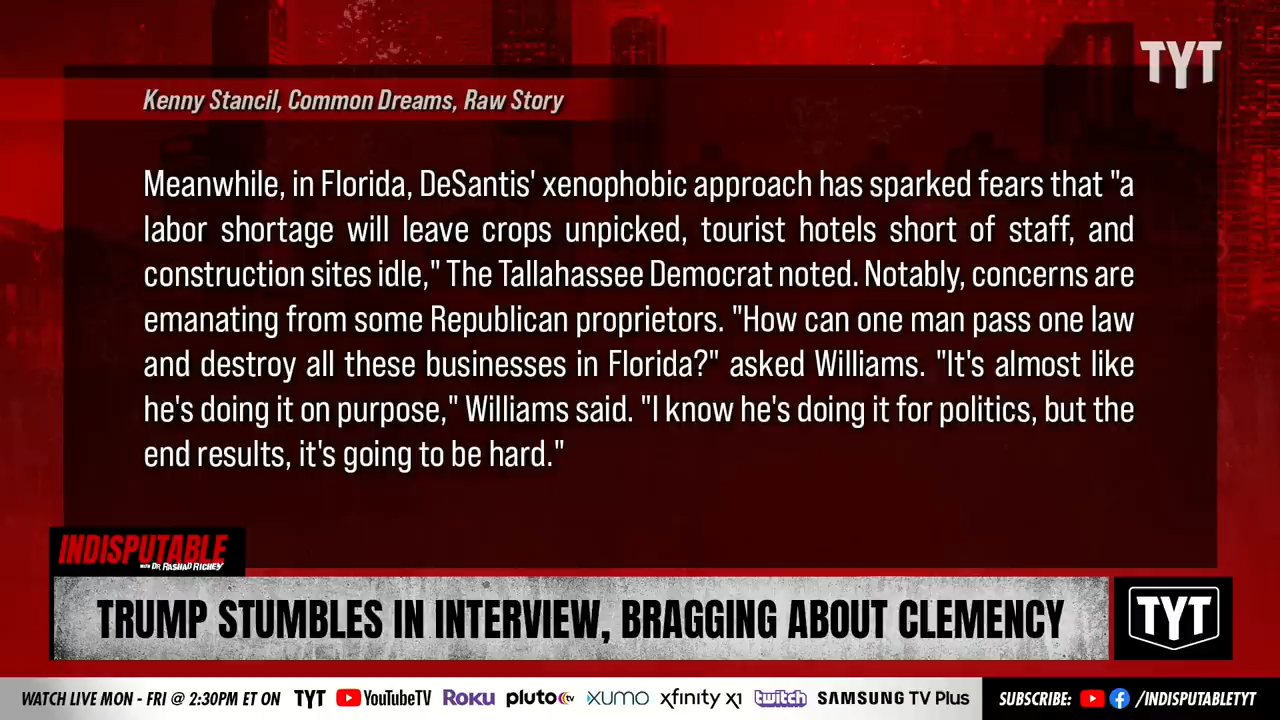 TYT
Kenny Stancil, Common Dreams, Raw Story
Meanwhile, in Florida, DeSantis' xenophobic approach has sparked fears that "a
labor shortage will leave crops unpicked, tourist hotels short of staff, and
construction sites idle," The Tallahassee Democrat noted. Notably, concerns are
emanating from some Republican proprietors. "How can one man pass one law
and destroy all these businesses in Florida?" asked Williams. "It's almost like
he's doing it on purpose," Williams said. "I know he's doing it for politics, but the
end results, it's going to be hard."
INDISPUTABLE
WITH DR. RASHAD RICHEY
TRUMP STUMBLES IN INTERVIEW, BRAGGING ABOUT CLEMENCY
TYT
WATCH LIVE MON - FRI @ 2:30PM ET ON TYT YouTubeTV ROKU pluto tv xumo xfinity x1 twitch SAMSUNG TV Plus SUBSCRIBE: /INDISPUTABLETYT